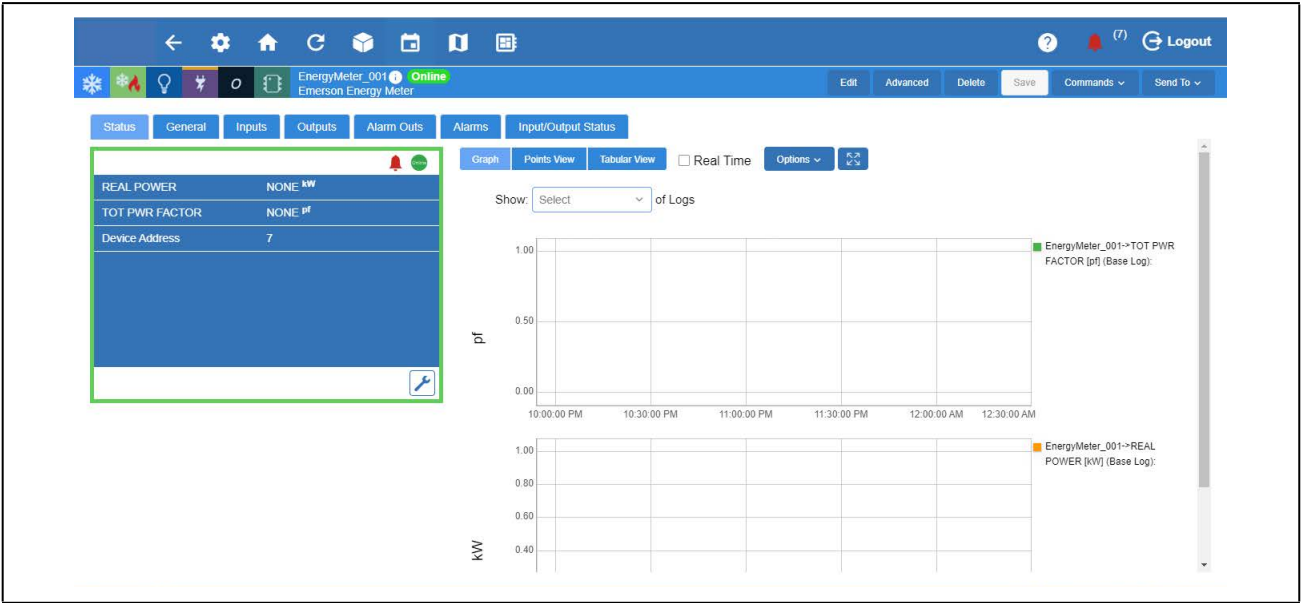 (7) Logout
o
EnergyMeter_001 i Online
Emerson Energy Meter
Edit Advanced Delete Save Commands Send To
Status General Inputs Outputs Alarm Outs Alarms Input/Output Status
Online
REAL POWER NONE kW
TOT PWR FACTOR NONE pf
Device Address 7
Graph Points View Tabular View Real Time Options
Show: Select of Logs
1.00
0.50
0.00
pf
10:00:00 PM 10:30:00 PM 11:00:00 PM 11:30:00 PM 12:00:00 AM 12:30:00 AM
EnergyMeter_001->TOT PWR
FACTOR [pf] (Base Log):
1.00
0.80
0.60
0.40
kW
EnergyMeter_001->REAL
POWER [kW] (Base Log):